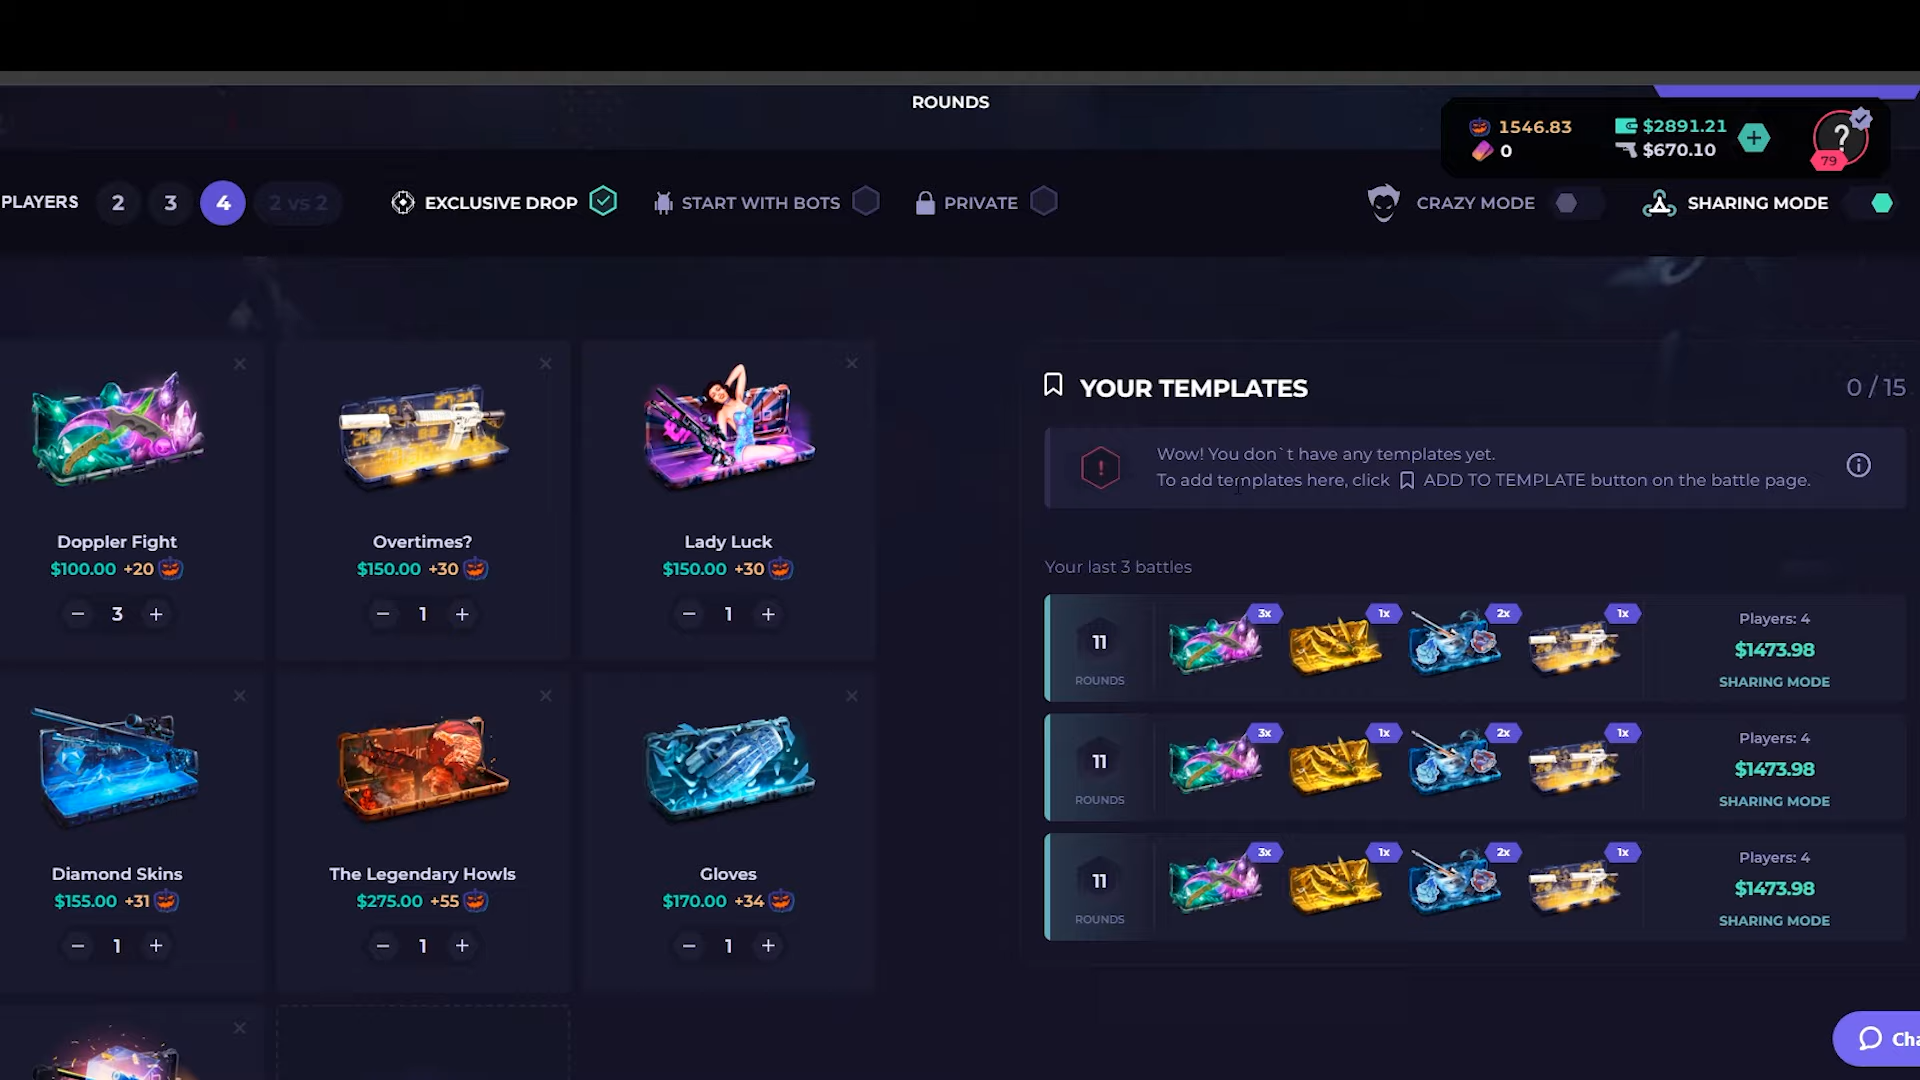 ROUNDS
1546.83
$2891.21
0
$670.10
79
PLAYERS
2
3
4
2 vs 2
EXCLUSIVE DROP
START WITH BOTS
PRIVATE
CRAZY MODE
SHARING MODE
Doppler Fight
$100.00 +20
− 3 +
Overtimes?
$150.00 +30
− 1 +
Lady Luck
$150.00 +30
− 1 +
Diamond Skins
$155.00 +31
− 1 +
The Legendary Howls
$275.00 +55
− 1 +
Gloves
$170.00 +34
− 1 +
YOUR TEMPLATES
0 / 15
Wow! You don`t have any templates yet.
To add templates here, click ADD TO TEMPLATE button on the battle page.
Your last 3 battles
11
ROUNDS
3x
1x
2x
1x
Players: 4
$1473.98
SHARING MODE
11
ROUNDS
3x
1x
2x
1x
Players: 4
$1473.98
SHARING MODE
11
ROUNDS
3x
1x
2x
1x
Players: 4
$1473.98
SHARING MODE
Cha